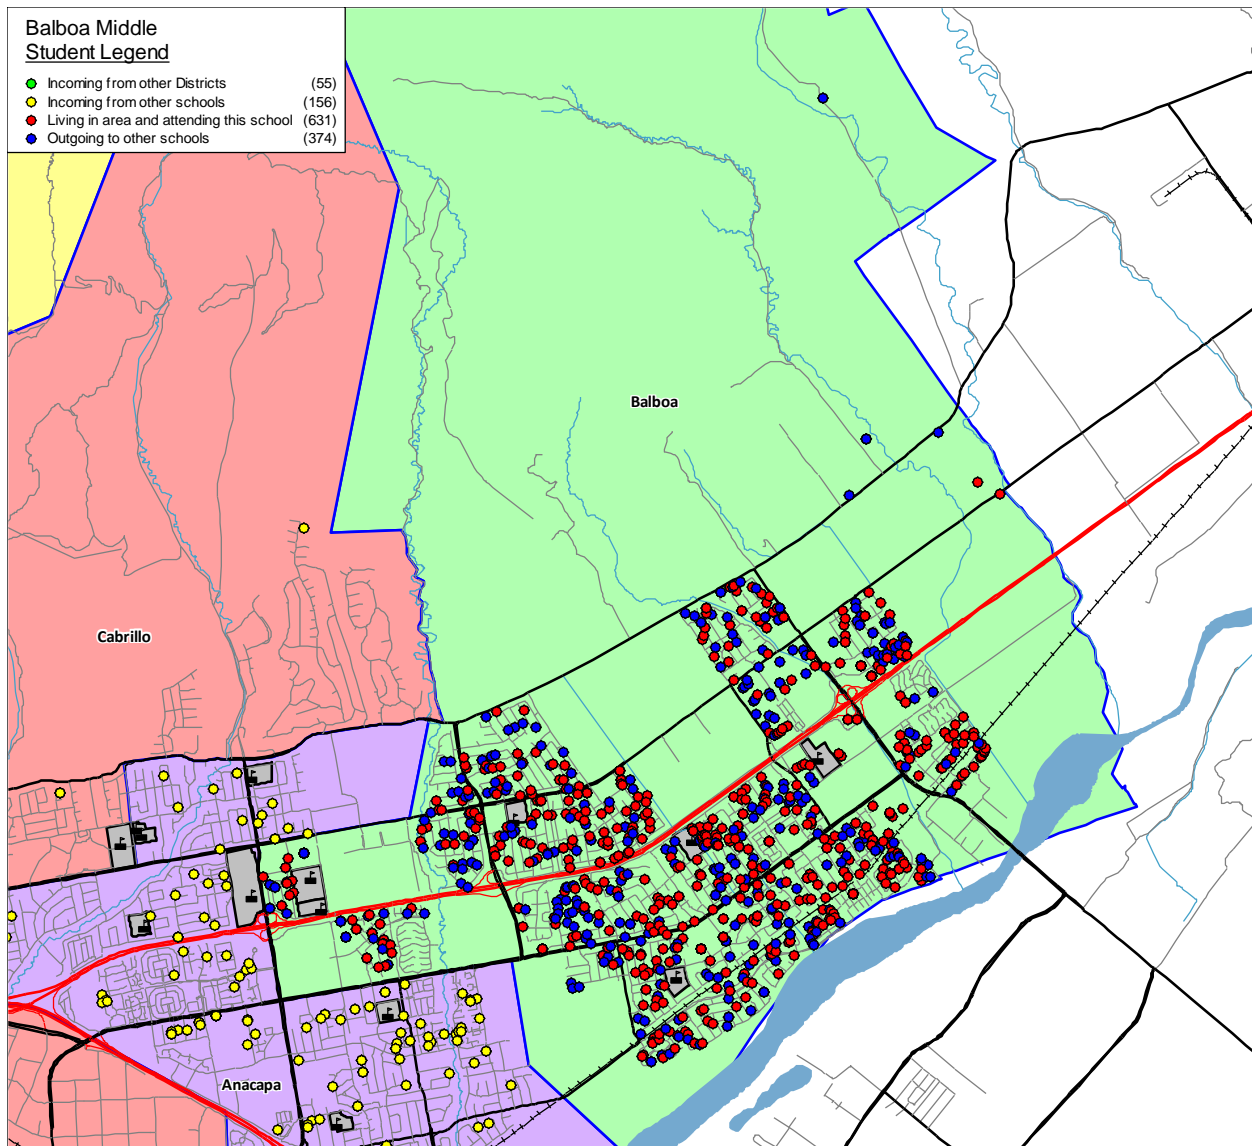 Balboa Middle
Student Legend
Incoming from other Districts (55)
Incoming from other schools (156)
Living in area and attending this school (631)
Outgoing to other schools (374)
Balboa
Cabrillo
Anacapa